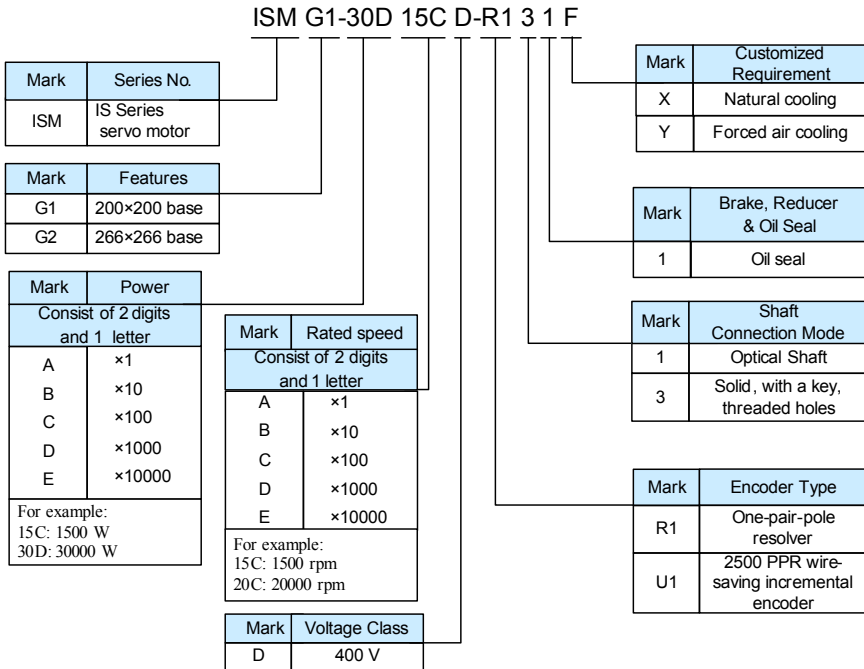 ISM G1-30D 15C D-R1 3 1 F
Mark Series No.
ISM IS Series
servo motor
Mark Features
G1 200×200 base
G2 266×266 base
Mark Power
Consist of 2 digits
and 1 letter
A ×1
B ×10
C ×100
D ×1000
E ×10000
For example:
15C: 1500 W
30D: 30000 W
Mark Rated speed
Consist of 2 digits
and 1 letter
A ×1
B ×10
C ×100
D ×1000
E ×10000
For example:
15C: 1500 rpm
20C: 20000 rpm
Mark Voltage Class
D 400 V
Mark Customized
Requirement
X Natural cooling
Y Forced air cooling
Mark Brake, Reducer
& Oil Seal
1 Oil seal
Mark Shaft
Connection Mode
1 Optical Shaft
3 Solid, with a key,
threaded holes
Mark Encoder Type
R1 One-pair-pole
resolver
U1 2500 PPR wire-
saving incremental
encoder